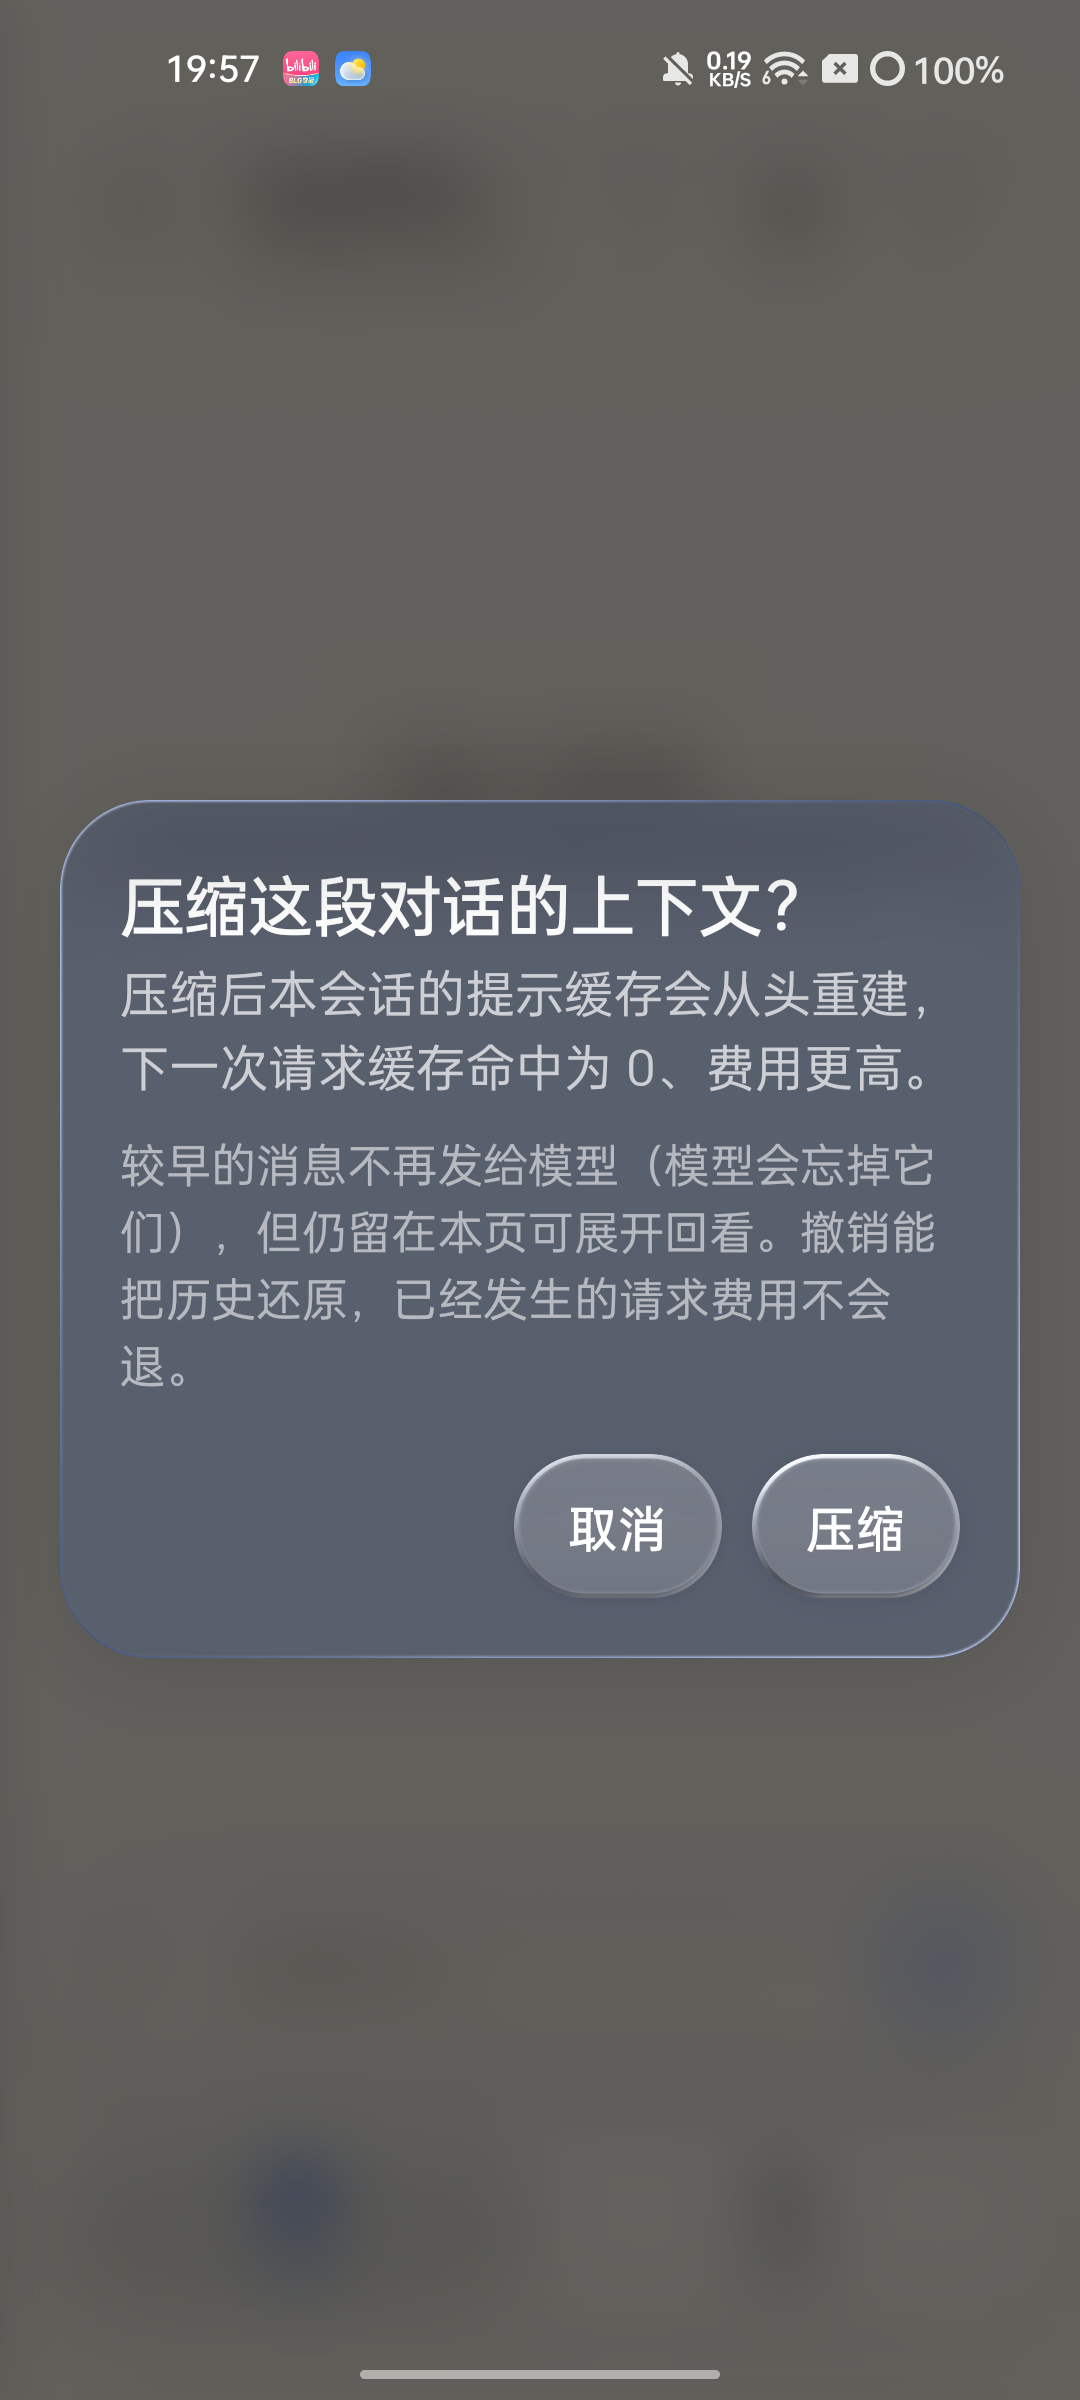 19:57
bilibili
0.19
KB/S
6
100%
压缩这段对话的上下文？
压缩后本会话的提示缓存会从头重建，
下一次请求缓存命中为 0、费用更高。
较早的消息不再发给模型（模型会忘掉它
们），但仍留在本页可展开回看。撤销能
把历史还原，已经发生的请求费用不会
退。
取消
压缩